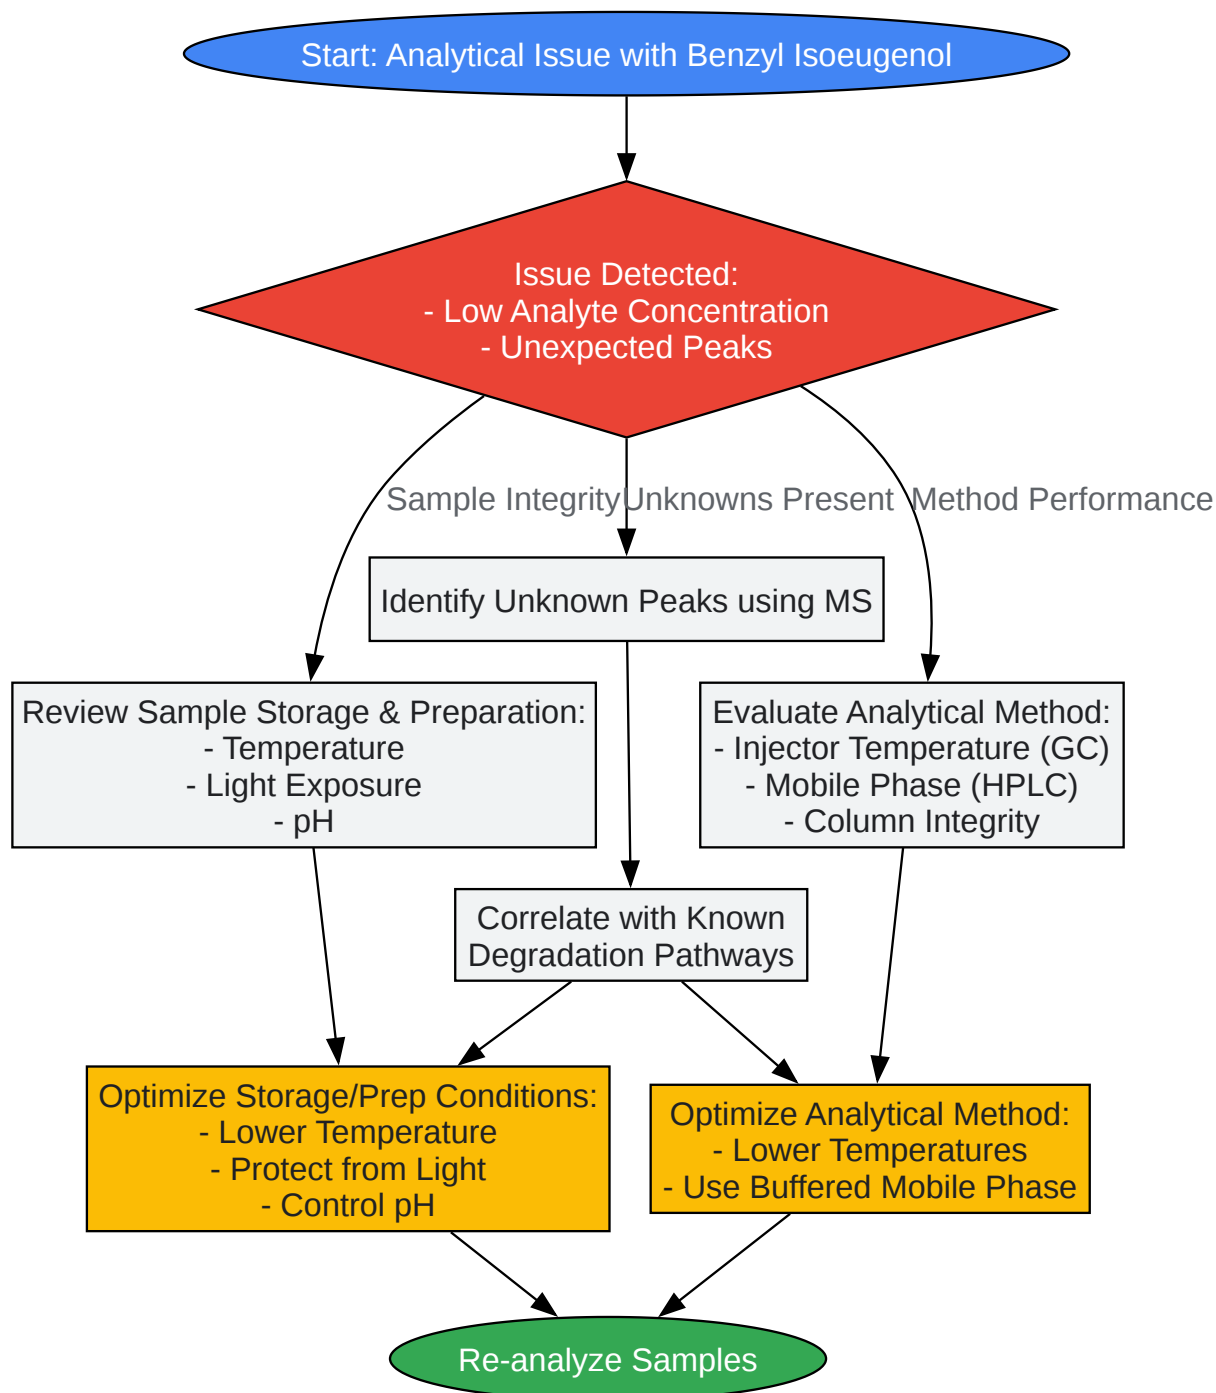 Start: Analytical Issue with Benzyl Isoeugenol
Issue Detected:
- Low Analyte Concentration
- Unexpected Peaks
Sample Integrity
Unknowns Present
Method Performance
Identify Unknown Peaks using MS
Review Sample Storage & Preparation:
- Temperature
- Light Exposure
- pH
Evaluate Analytical Method:
- Injector Temperature (GC)
- Mobile Phase (HPLC)
- Column Integrity
Correlate with Known
Degradation Pathways
Optimize Storage/Prep Conditions:
- Lower Temperature
- Protect from Light
- Control pH
Optimize Analytical Method:
- Lower Temperatures
- Use Buffered Mobile Phase
Re-analyze Samples